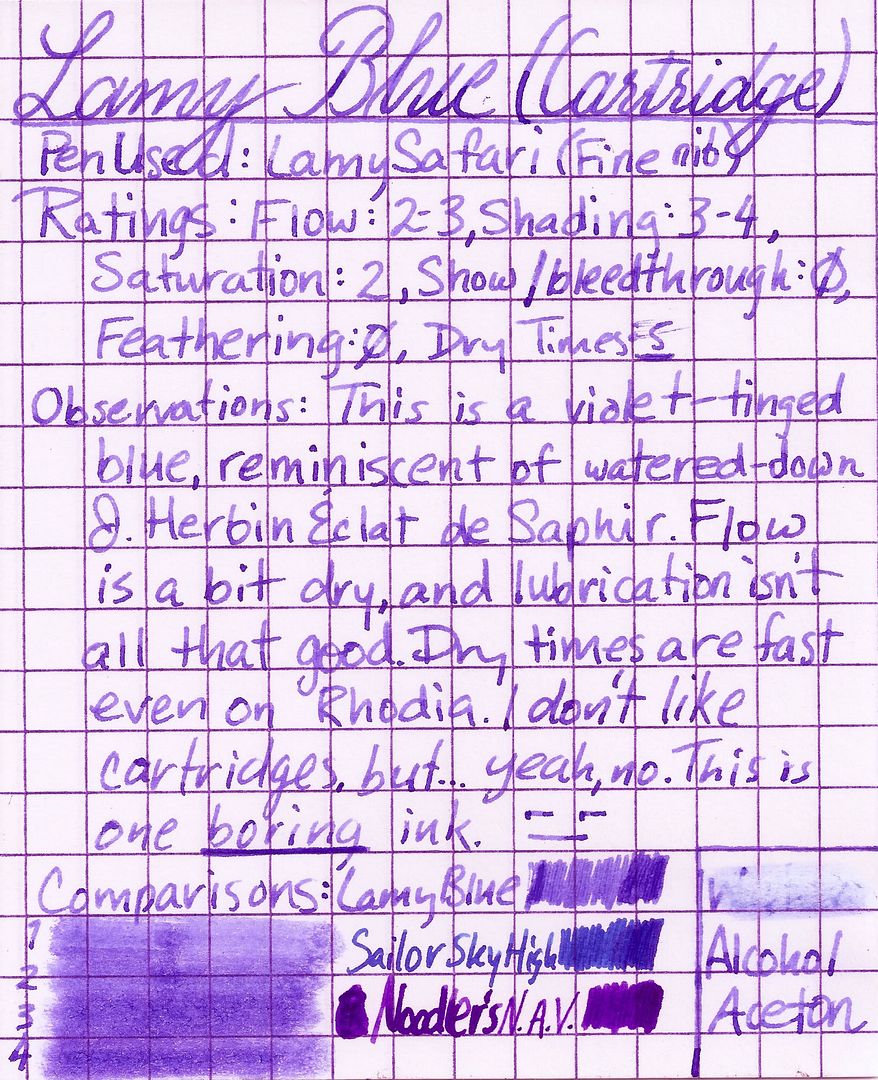 Lamy Blue (Cartridge)
Pen Used: Lamy Safari (Fine nib)
Ratings: Flow: 2-3, Shading: 3-4,
Saturation: 2, Show/bleedthrough: Ø,
Feathering: Ø, Dry Times: 5
Observations: This is a violet-tinged
blue, reminiscent of watered-down
J. Herbin Éclat de Saphir. Flow
is a bit dry, and lubrication isn't
all that good. Dry times are fast
even on Rhodia. I don't like
cartridges, but... yeah, no. This is
one boring ink. =_=
Comparisons: Lamy Blue
Sailor Sky High
Noodler's N.A.V.
1
2
3
4
Alcohol
Aceton